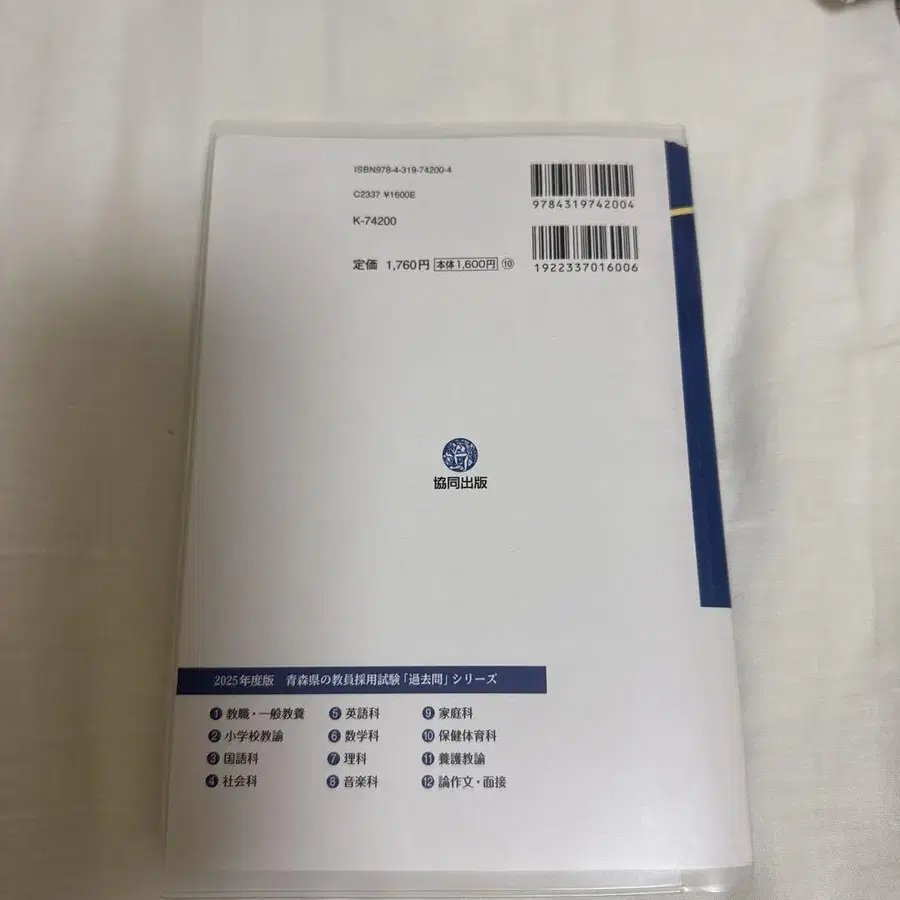 ISBN978-4-319-74200-4
C2337 ¥1600E
K-74200
定価 1,760円 本体1,600円 ⑩
9784319742004
1922337016006
協同出版
2025年度版 青森県の教員採用試験「過去問」シリーズ
❶ 教職・一般教養
❷ 小学校教諭
❸ 国語科
❹ 社会科
❺ 英語科
❻ 数学科
❼ 理科
❽ 音楽科
❾ 家庭科
❿ 保健体育科
⓫ 養護教諭
⓬ 論作文・面接